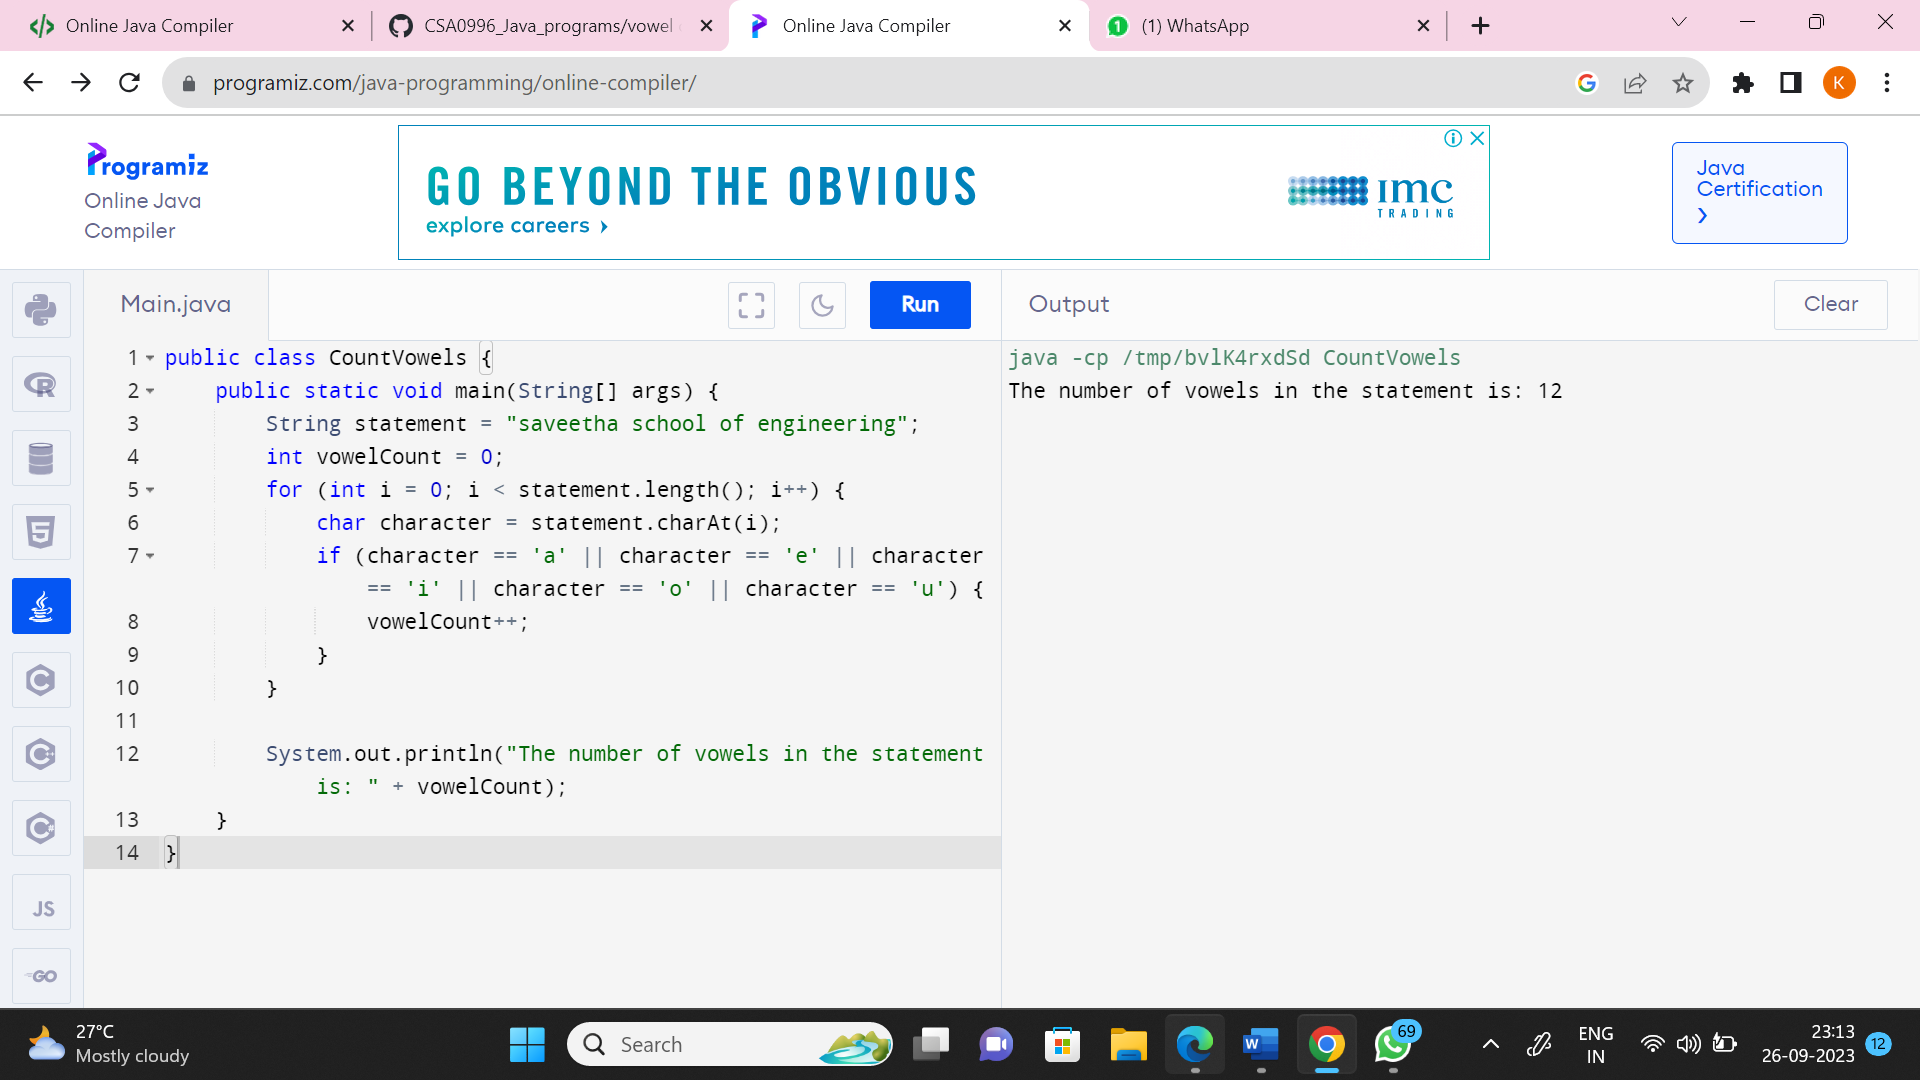 Online Java Compiler
CSA0996_Java_programs/vowel
Online Java Compiler
(1) WhatsApp
programiz.com/java-programming/online-compiler/
K
Programiz
Online Java
Compiler
GO BEYOND THE OBVIOUS
explore careers ›
imc
TRADING
Java
Certification
›
Main.java
Run
Output
Clear
1 public class CountVowels {
2     public static void main(String[] args) {
3         String statement = "saveetha school of engineering";
4         int vowelCount = 0;
5         for (int i = 0; i < statement.length(); i++) {
6             char character = statement.charAt(i);
7             if (character == 'a' || character == 'e' || character
                == 'i' || character == 'o' || character == 'u') {
8                 vowelCount++;
9             }
10         }
11
12         System.out.println("The number of vowels in the statement
            is: " + vowelCount);
13     }
14 }
java -cp /tmp/bvlK4rxdSd CountVowels
The number of vowels in the statement is: 12
R
5
C
C++
C#
JS
GO
27°C
Mostly cloudy
Search
W
69
ENG
IN
23:13
26-09-2023
12